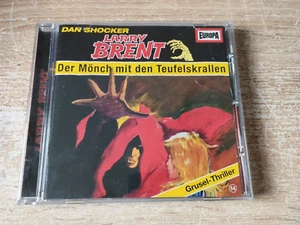 DAN SHOCKER
LARRY
BRENT
EUROPA
Der Mönch mit den Teufelskrallen
Grusel-Thriller
14